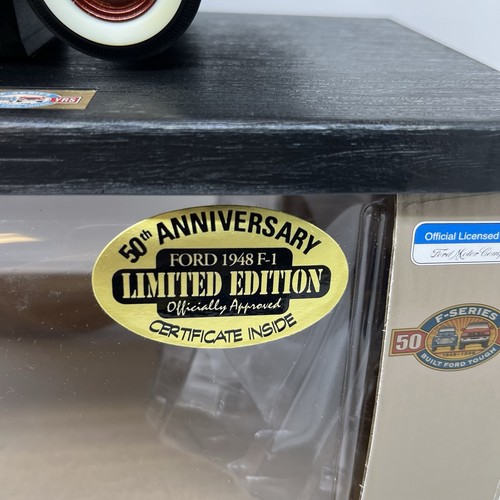 YRS
50th ANNIVERSARY
FORD 1948 F-1
LIMITED EDITION
Officially Approved
CERTIFICATE INSIDE
Official Licensed
Ford Motor Comp
50
F-SERIES
BUILT FORD TOUGH